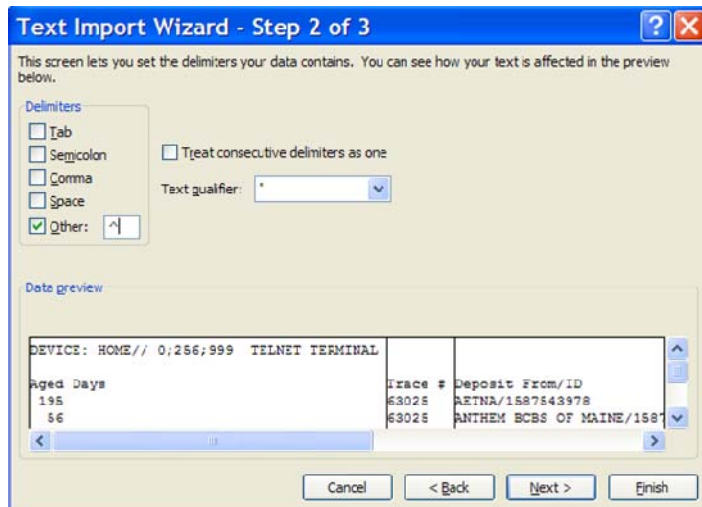 Text Import Wizard - Step 2 of 3
This screen lets you set the delimiters your data contains. You can see how your text is affected in the preview
below.
Delimiters
Tab
Semicolon
Comma
Space
Other: ^
Treat consecutive delimiters as one
Text qualifier: "
Data preview
DEVICE: HOME// 0;256;999 TELNET TERMINAL
Aged Days Trace # Deposit From/ID
195 63025 AETNA/1587543978
56 63025 ANTHEM BCBS OF MAINE/1587
Cancel < Back Next > Finish